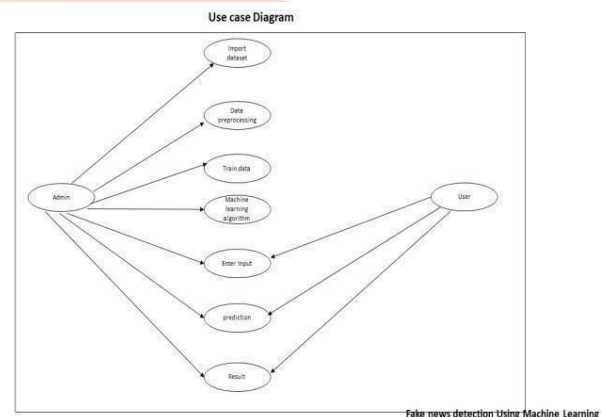 Use case Diagram
Import
dataset
Data
preprocessing
Train data
Machine
learning
algorithm
Admin
User
Enter Input
prediction
Result
Fake news detection Using Machine Learning